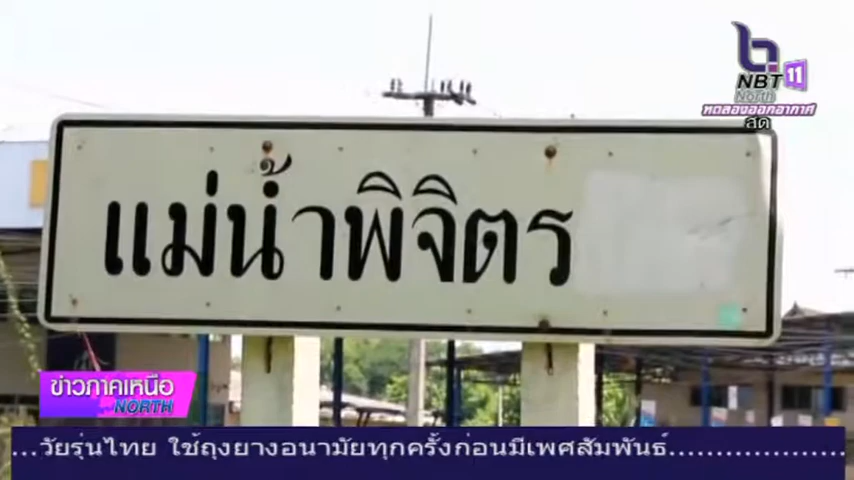 NBT 11
North
ทดลองออกอากาศ
สด
แม่น้ำพิจิตร
ข่าวภาคเหนือ
NORTH
...วัยรุ่นไทย ใช้ถุงยางอนามัยทุกครั้งก่อนมีเพศสัมพันธ์......................